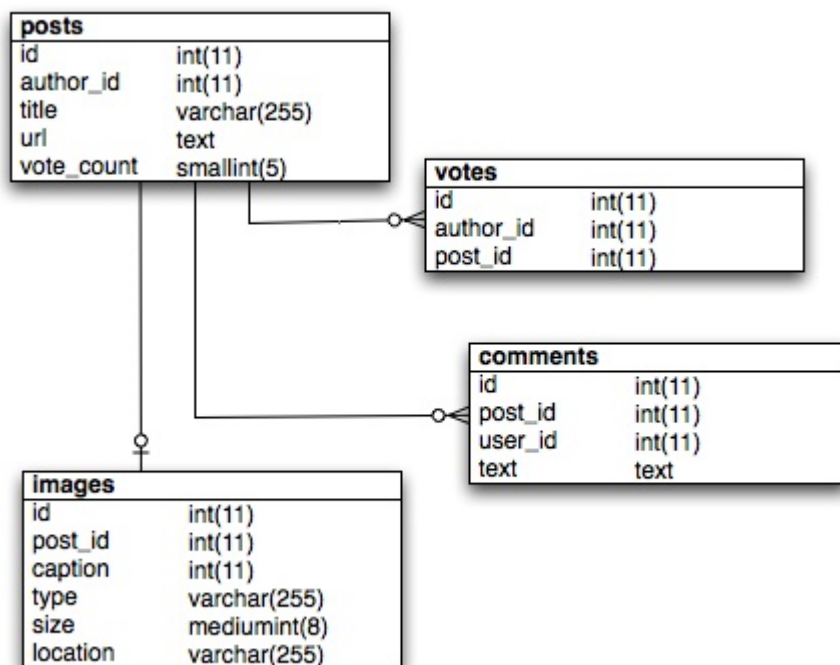 posts
id int(11)
author_id int(11)
title varchar(255)
url text
vote_count smallint(5)
votes
id int(11)
author_id int(11)
post_id int(11)
comments
id int(11)
post_id int(11)
user_id int(11)
text text
images
id int(11)
post_id int(11)
caption int(11)
type varchar(255)
size mediumint(8)
location varchar(255)